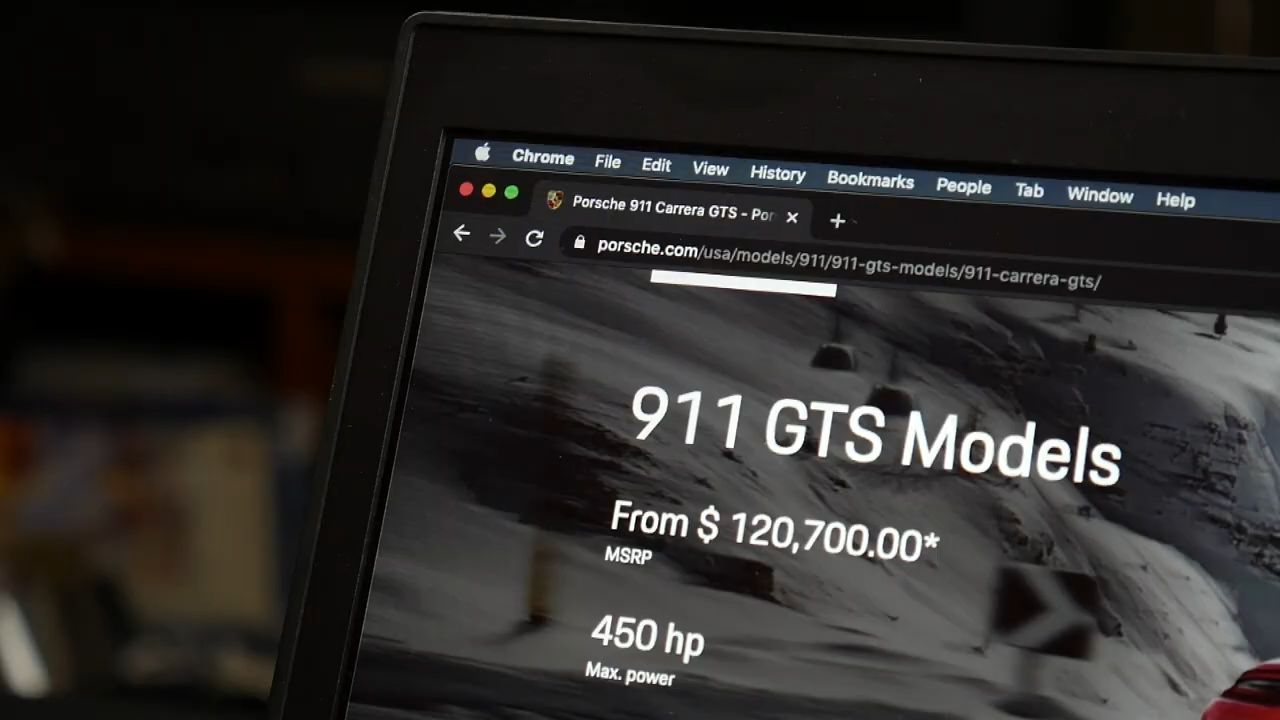 Chrome File Edit View History Bookmarks People Tab Window Help
Porsche 911 Carrera GTS - Por
porsche.com/usa/models/911/911-gts-models/911-carrera-gts/
911 GTS Models
From $ 120,700.00*
MSRP
450 hp
Max. power